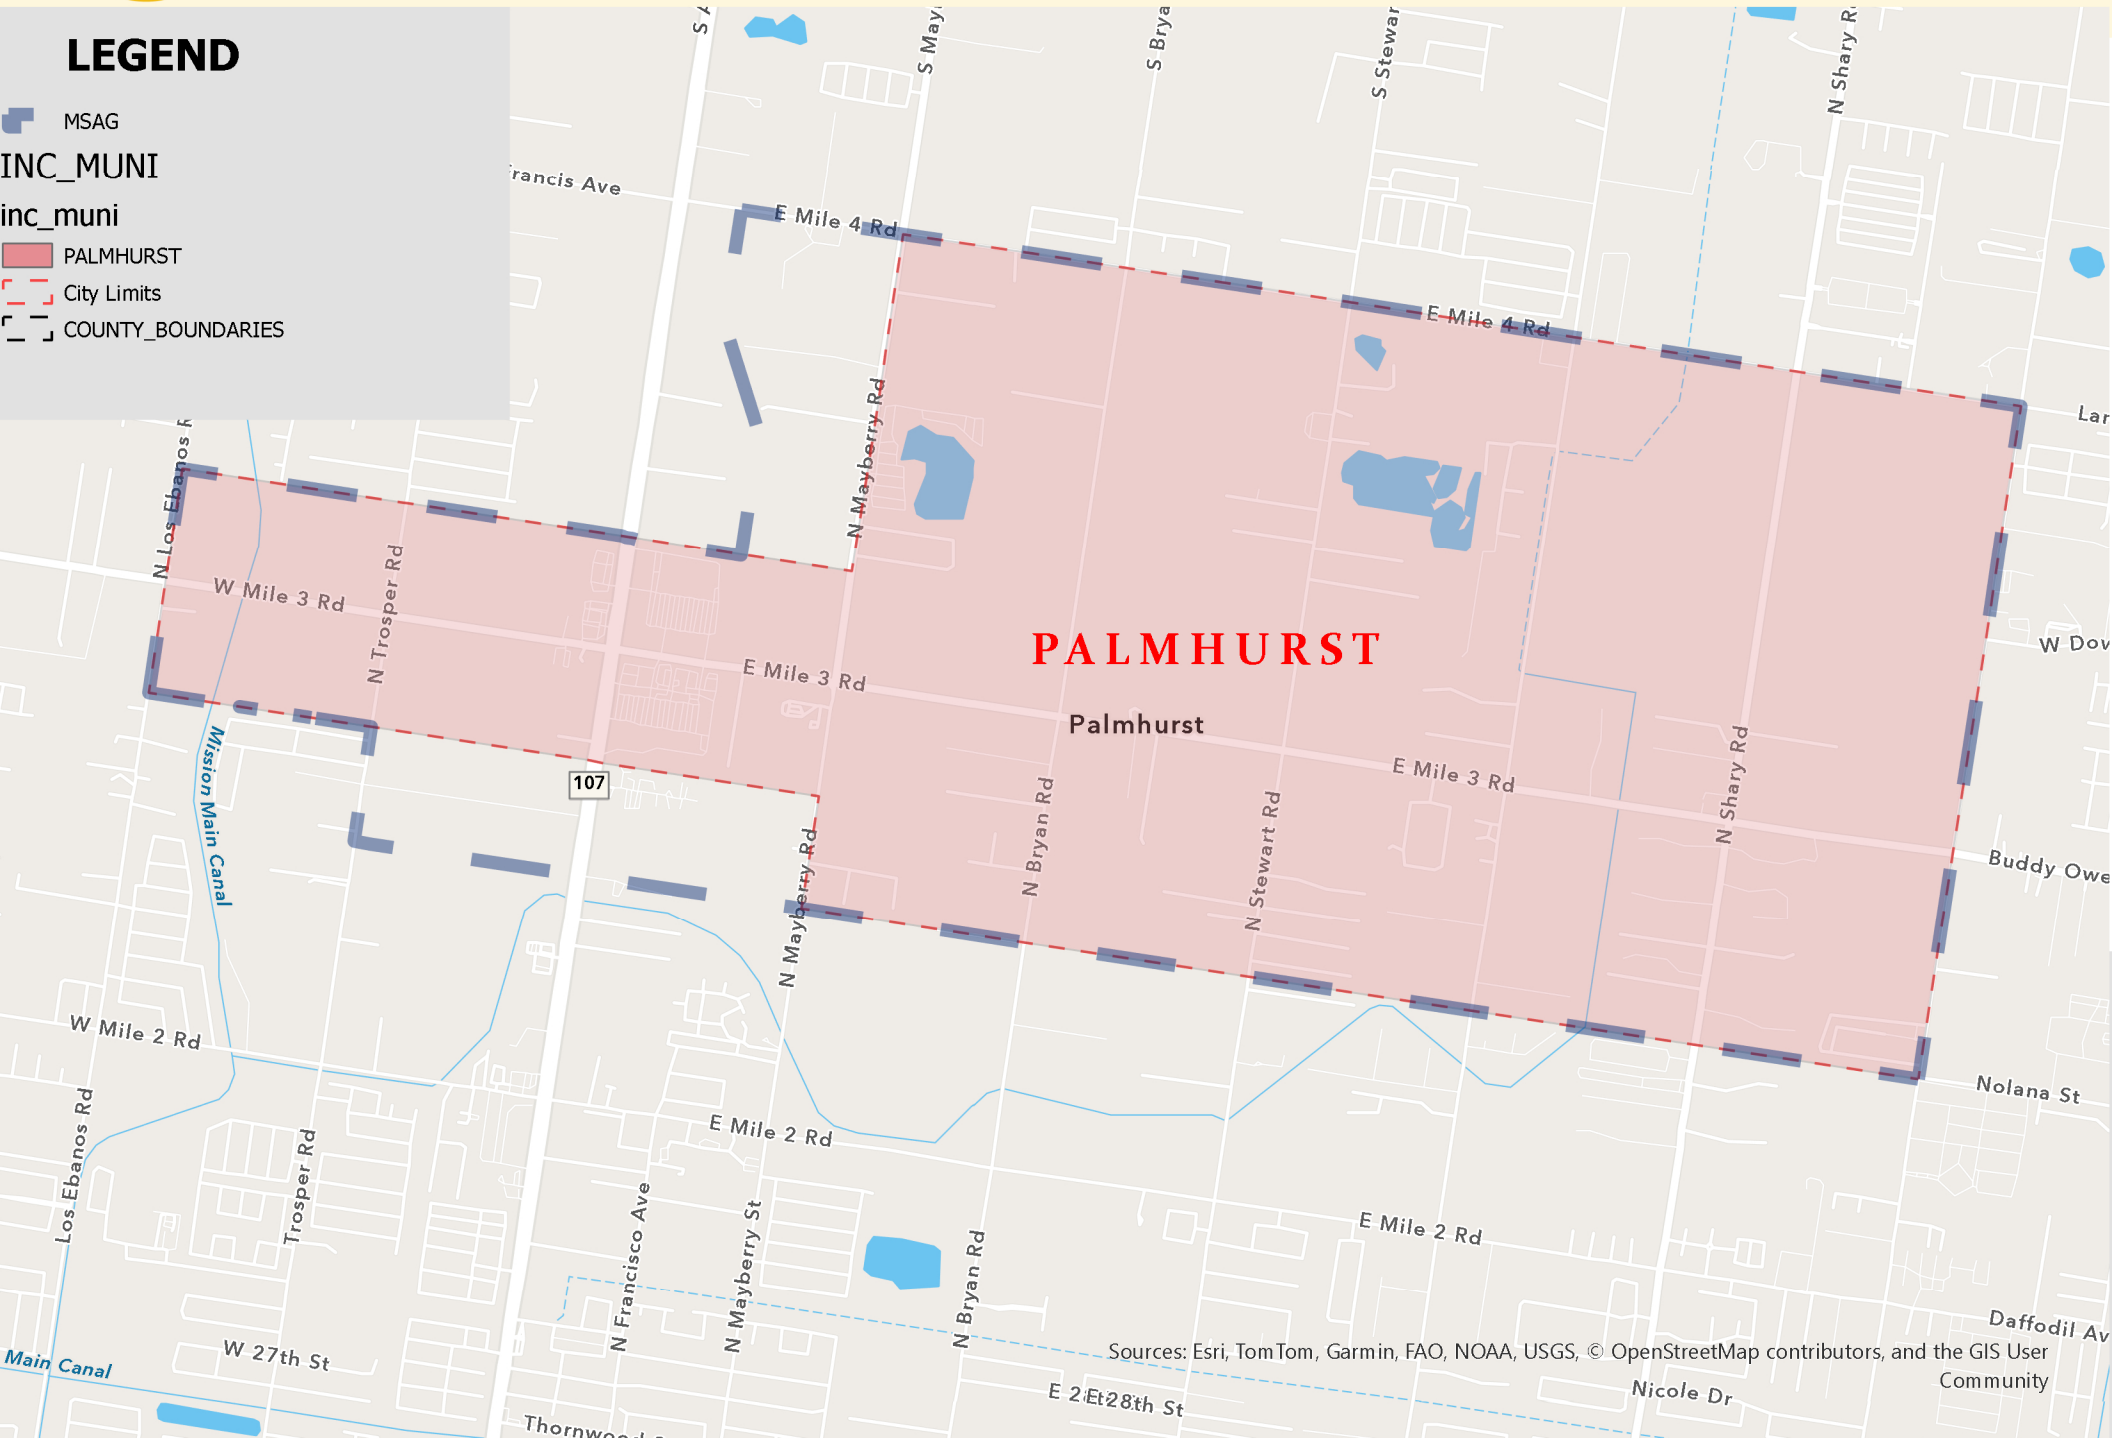 LEGEND
MSAG
INC_MUNI
inc_muni
PALMHURST
City Limits
COUNTY_BOUNDARIES
S May
S Brya
S Stewar
N Shary R
Francis Ave
E Mile 4 Rd
E Mile 4 Rd
Lar
N Los Ebanos R
N Mayberry Rd
W Mile 3 Rd
N Trosper Rd
E Mile 3 Rd
PALMHURST
Palmhurst
W Dov
E Mile 3 Rd
N Shary Rd
107
Mission Main Canal
N Mayberry Rd
N Bryan Rd
N Stewart Rd
Buddy Owe
W Mile 2 Rd
Nolana St
E Mile 2 Rd
Los Ebanos Rd
Trosper Rd
N Francisco Ave
N Mayberry St
N Bryan Rd
E Mile 2 Rd
Daffodil Av
W 27th St
Main Canal
Sources: Esri, TomTom, Garmin, FAO, NOAA, USGS, © OpenStreetMap contributors, and the GIS User
Community
Nicole Dr
28th St